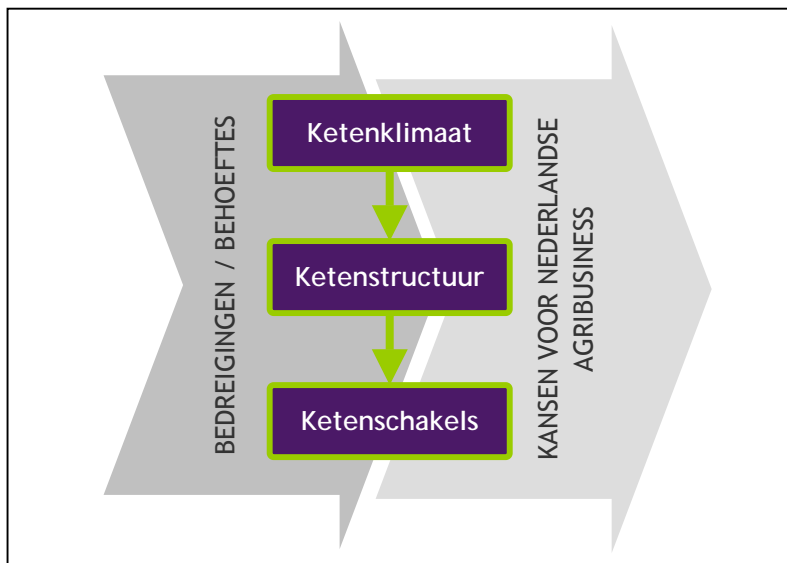 BEDREIGINGEN / BEHOEFTES
Ketenklimaat
Ketenstructuur
Ketenschakels
KANSEN VOOR NEDERLANDSE
AGRIBUSINESS